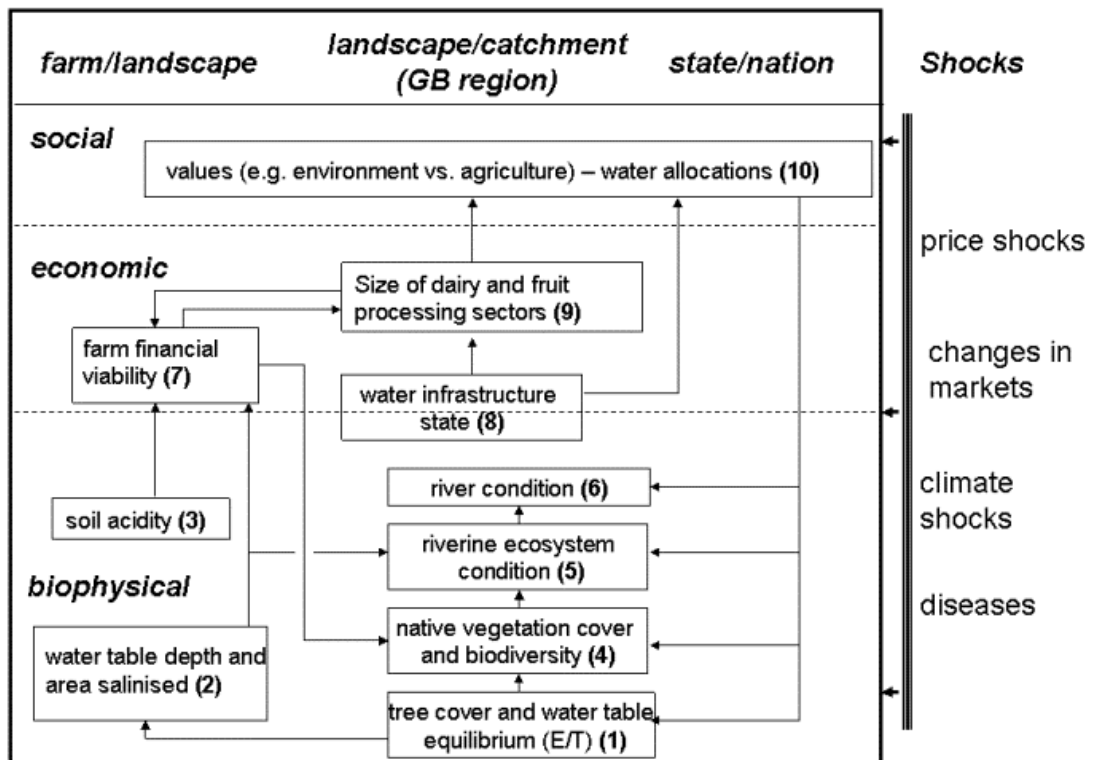 farm/landscape
landscape/catchment
(GB region)
state/nation
Shocks
social
values (e.g. environment vs. agriculture) – water allocations (10)
price shocks
economic
Size of dairy and fruit
processing sectors (9)
farm financial
viability (7)
changes in
markets
water infrastructure
state (8)
river condition (6)
climate
shocks
soil acidity (3)
riverine ecosystem
condition (5)
biophysical
diseases
native vegetation cover
and biodiversity (4)
water table depth and
area salinised (2)
tree cover and water table
equilibrium (E/T) (1)